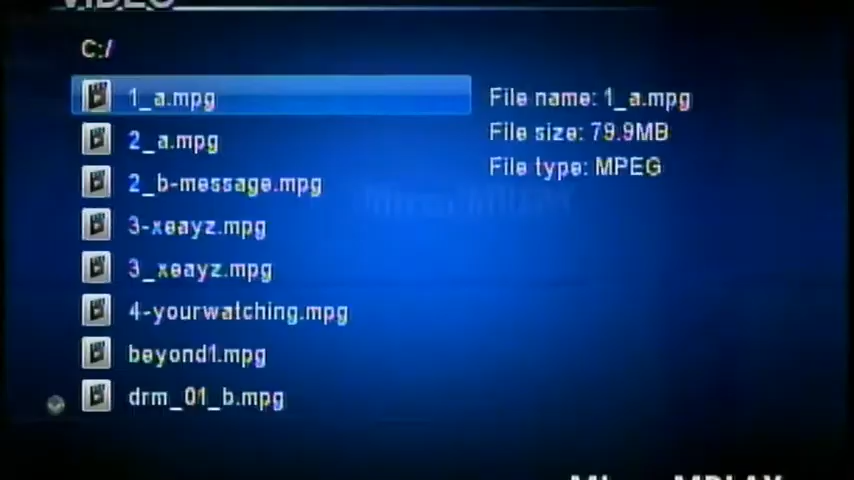 VIDEO
C:/
1_a.mpg
2_a.mpg
2_b-message.mpg
3-xeayz.mpg
3_xeayz.mpg
4-yourwatching.mpg
beyond1.mpg
drm_01_b.mpg
File name: 1_a.mpg
File size: 79.9MB
File type: MPEG